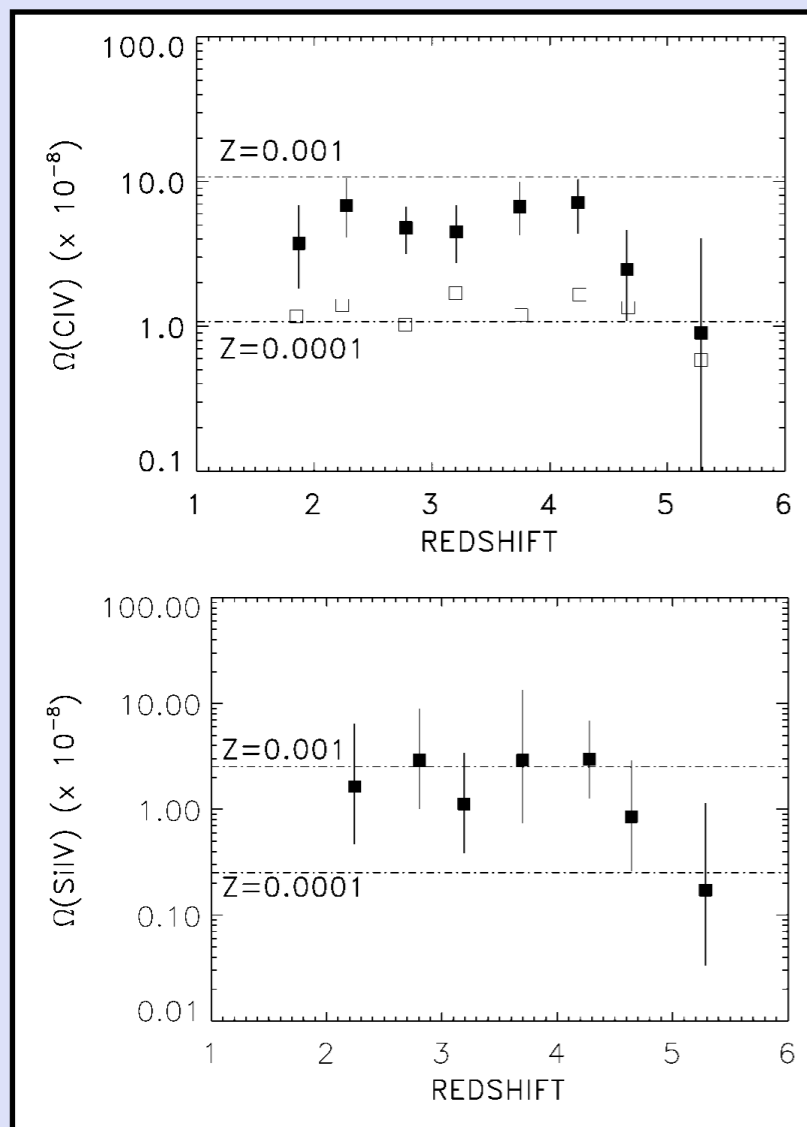 100.0
10.0
1.0
0.1
Ω(CIV) (x 10⁻⁸)
Z=0.001
Z=0.0001
1 2 3 4 5 6
REDSHIFT
100.00
10.00
1.00
0.10
0.01
Ω(SiIV) (x 10⁻⁸)
Z=0.001
Z=0.0001
1 2 3 4 5 6
REDSHIFT